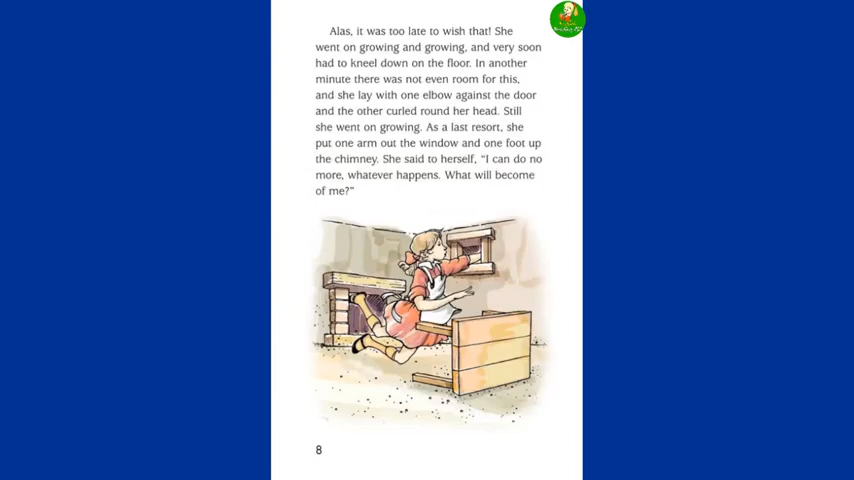 Alas, it was too late to wish that! She
went on growing and growing, and very soon
had to kneel down on the floor. In another
minute there was not even room for this,
and she lay with one elbow against the door
and the other curled round her head. Still
she went on growing. As a last resort, she
put one arm out the window and one foot up
the chimney. She said to herself, “I can do no
more, whatever happens. What will become
of me?”
8